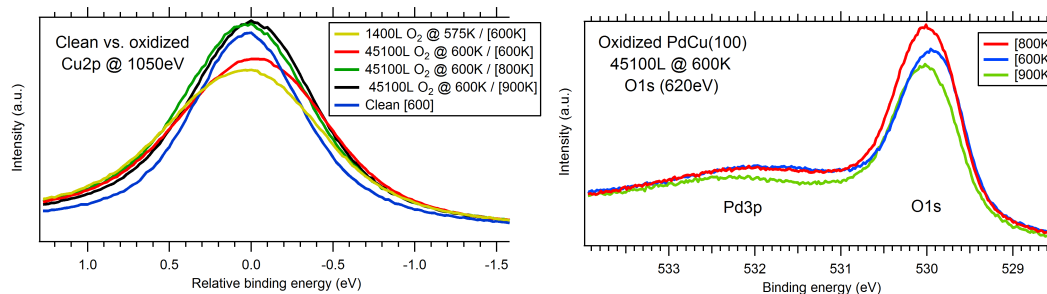 Clean vs. oxidized
Cu2p @ 1050eV
1400L O2 @ 575K / [600K]
45100L O2 @ 600K / [600K]
45100L O2 @ 600K / [800K]
45100L O2 @ 600K / [900K]
Clean [600]
Intensity (a.u.)
1.0 0.5 0.0 -0.5 -1.0 -1.5
Relative binding energy (eV)
Oxidized PdCu(100)
45100L @ 600K
O1s (620eV)
[800K
[600K
[900K
Intensity (a.u.)
Pd3p
O1s
533 532 531 530 529
Binding energy (eV)